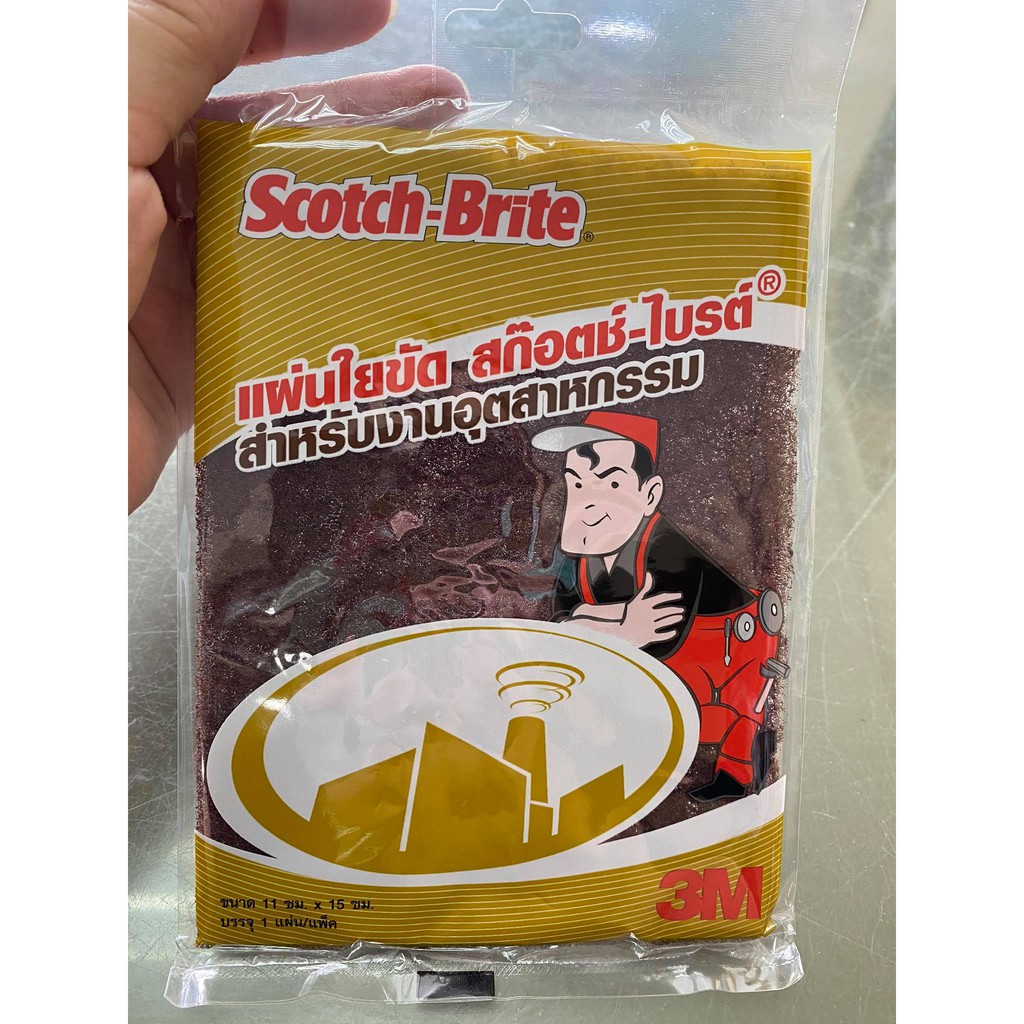 Scotch-Brite®
แผ่นใยขัด สก๊อตช์-ไบรต์®
สำหรับงานอุตสาหกรรม
ขนาด 11 ซม. x 15 ซม.
บรรจุ 1 แผ่น/แพ็ค
3M